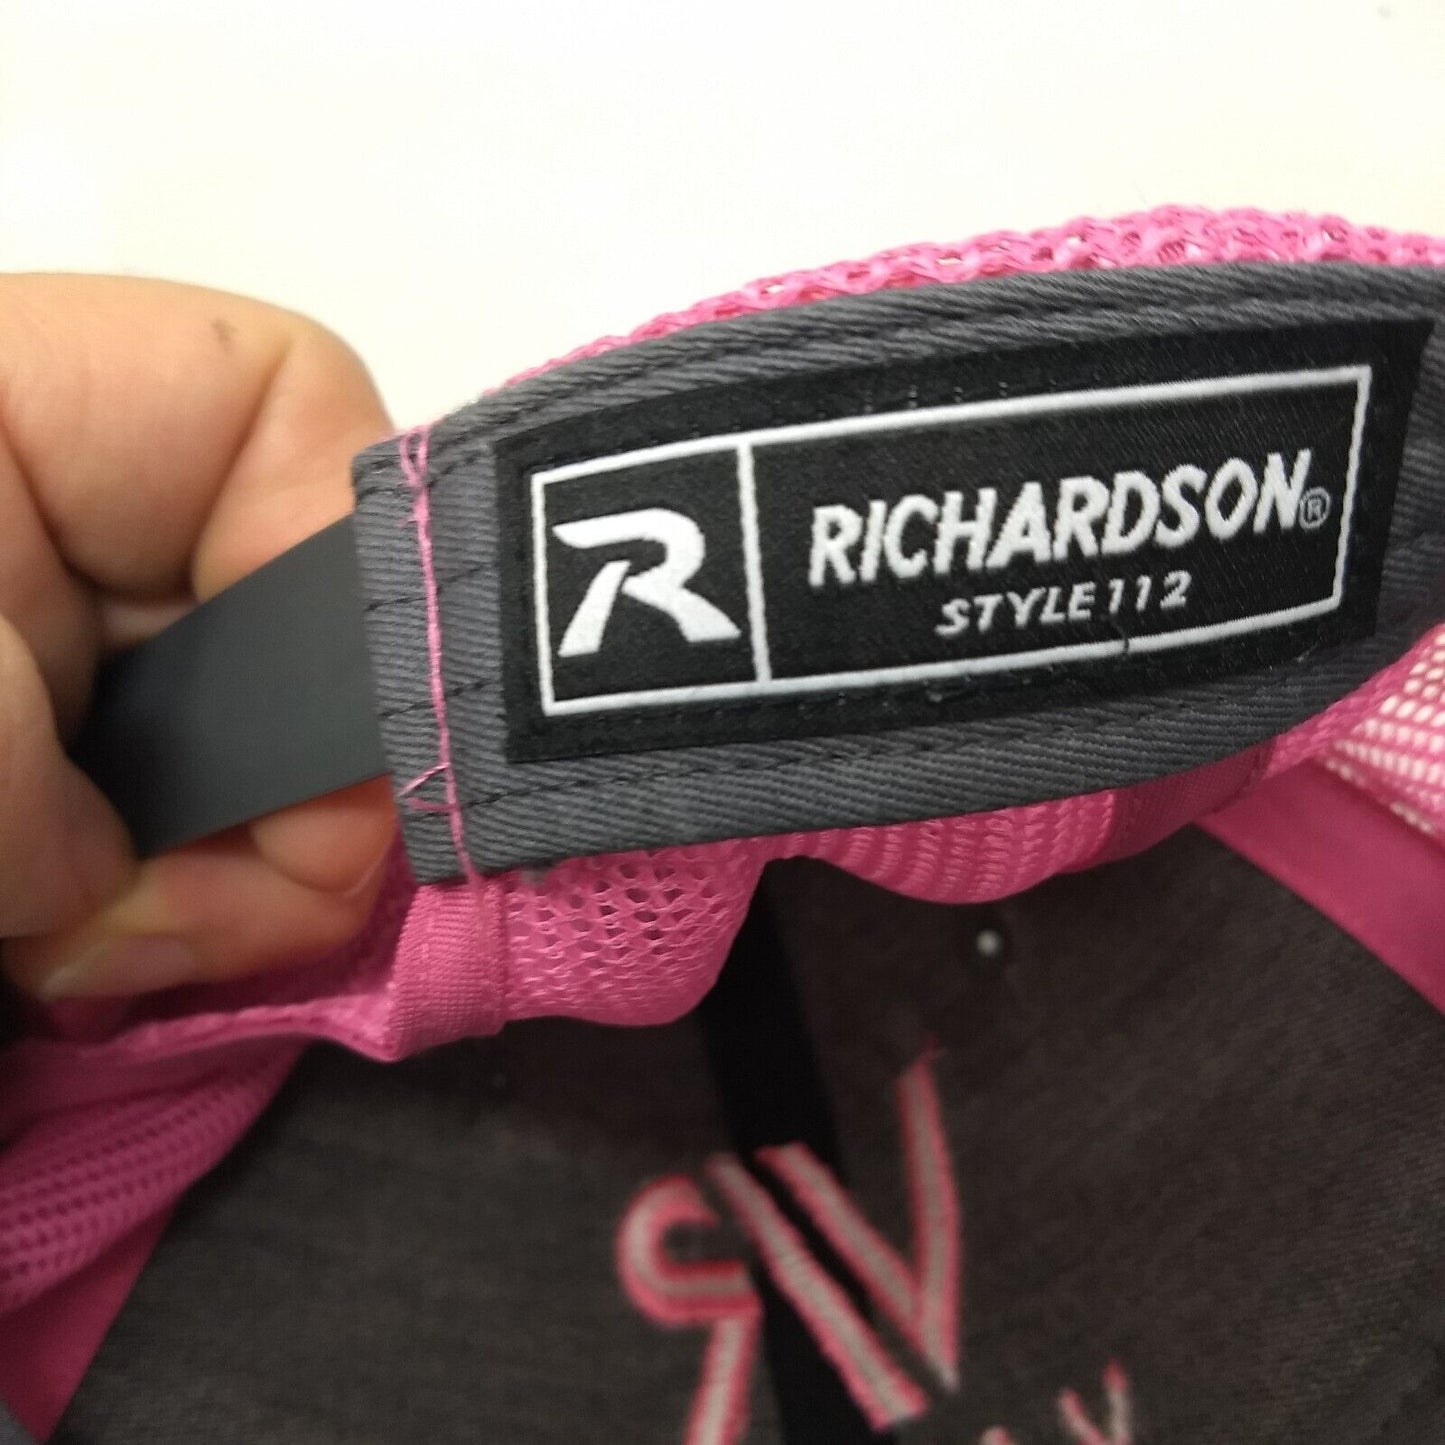 R
RICHARDSON®
STYLE 112